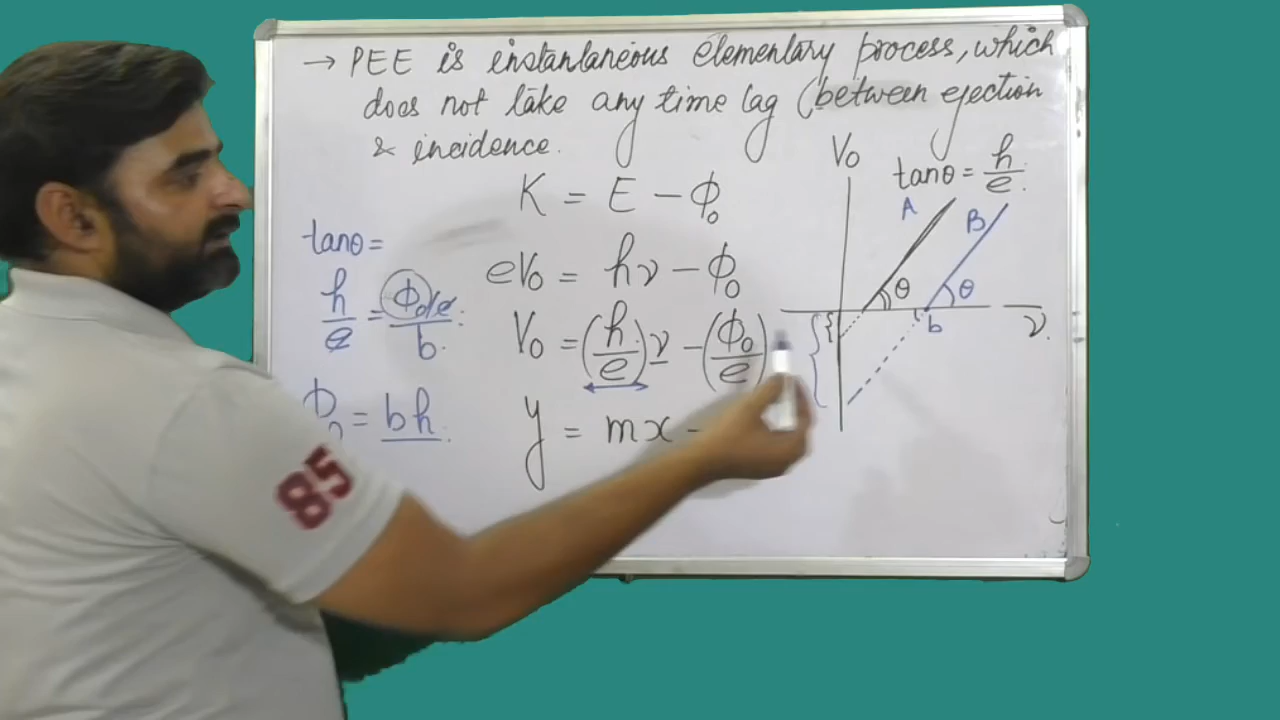 → PEE is instantaneous elementary process, which
does not take any time lag (between ejection
& incidence.
K = E - ϕ₀
eV₀ = hν - ϕ₀
V₀ = (h/e)ν - (ϕ₀/e)
y = mx -
tanθ =
h/e = ϕ₀/e / b.
ϕ₀ = bh.
V₀
tanθ = h/e.
A
B
θ
θ
b
ν
85